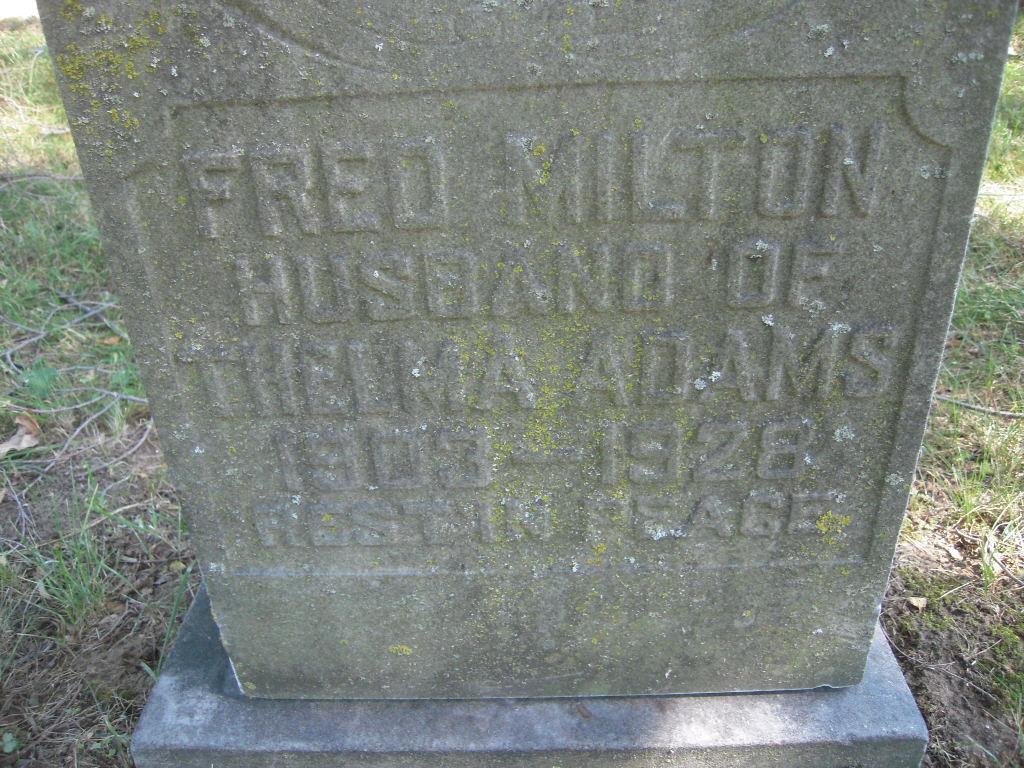 FRED MILTON
HUSBAND OF
THELMA ADAMS
1903—1928
REST IN PEACE